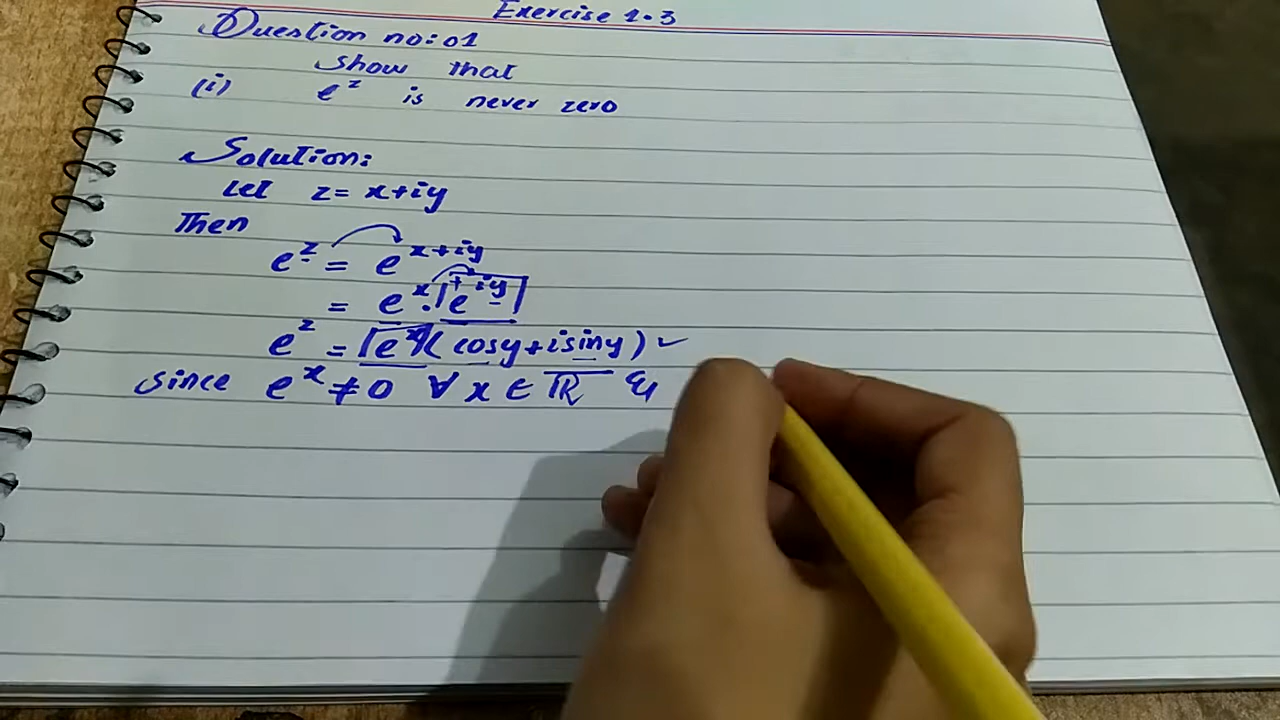 Exercise 1.3
Question no:01
Show that
(i) e^z is never zero
Solution:
Let z = x+iy
Then
e^z = e^x+iy
= e^x . e^iy
e^z = e^x (cosy+isiny) ✓
Since e^x ≠ 0 ∀ x ∈ ℝ &